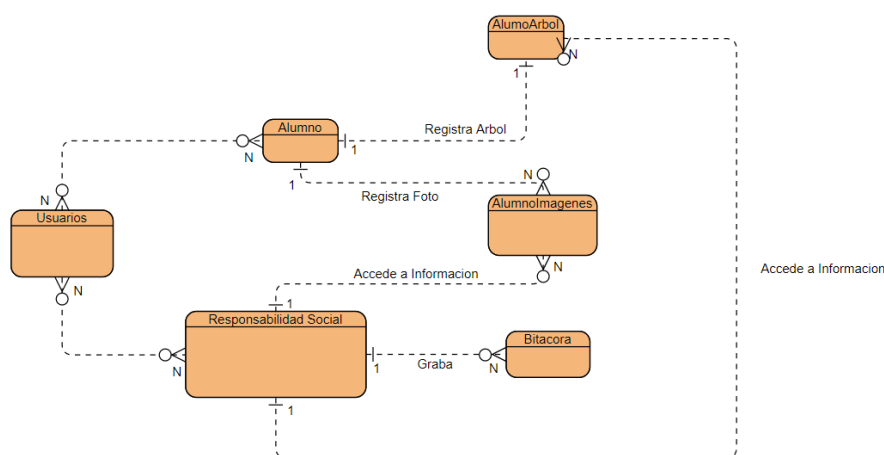 AlumoArbol
N
1
Alumno
Registra Arbol
N
1
1
N
Registra Foto
N
AlumnoImagenes
Usuarios
N
Accede a Informacion
Accede a Informacion
N
1
Responsabilidad Social
Bitacora
N
1
Graba
N
1